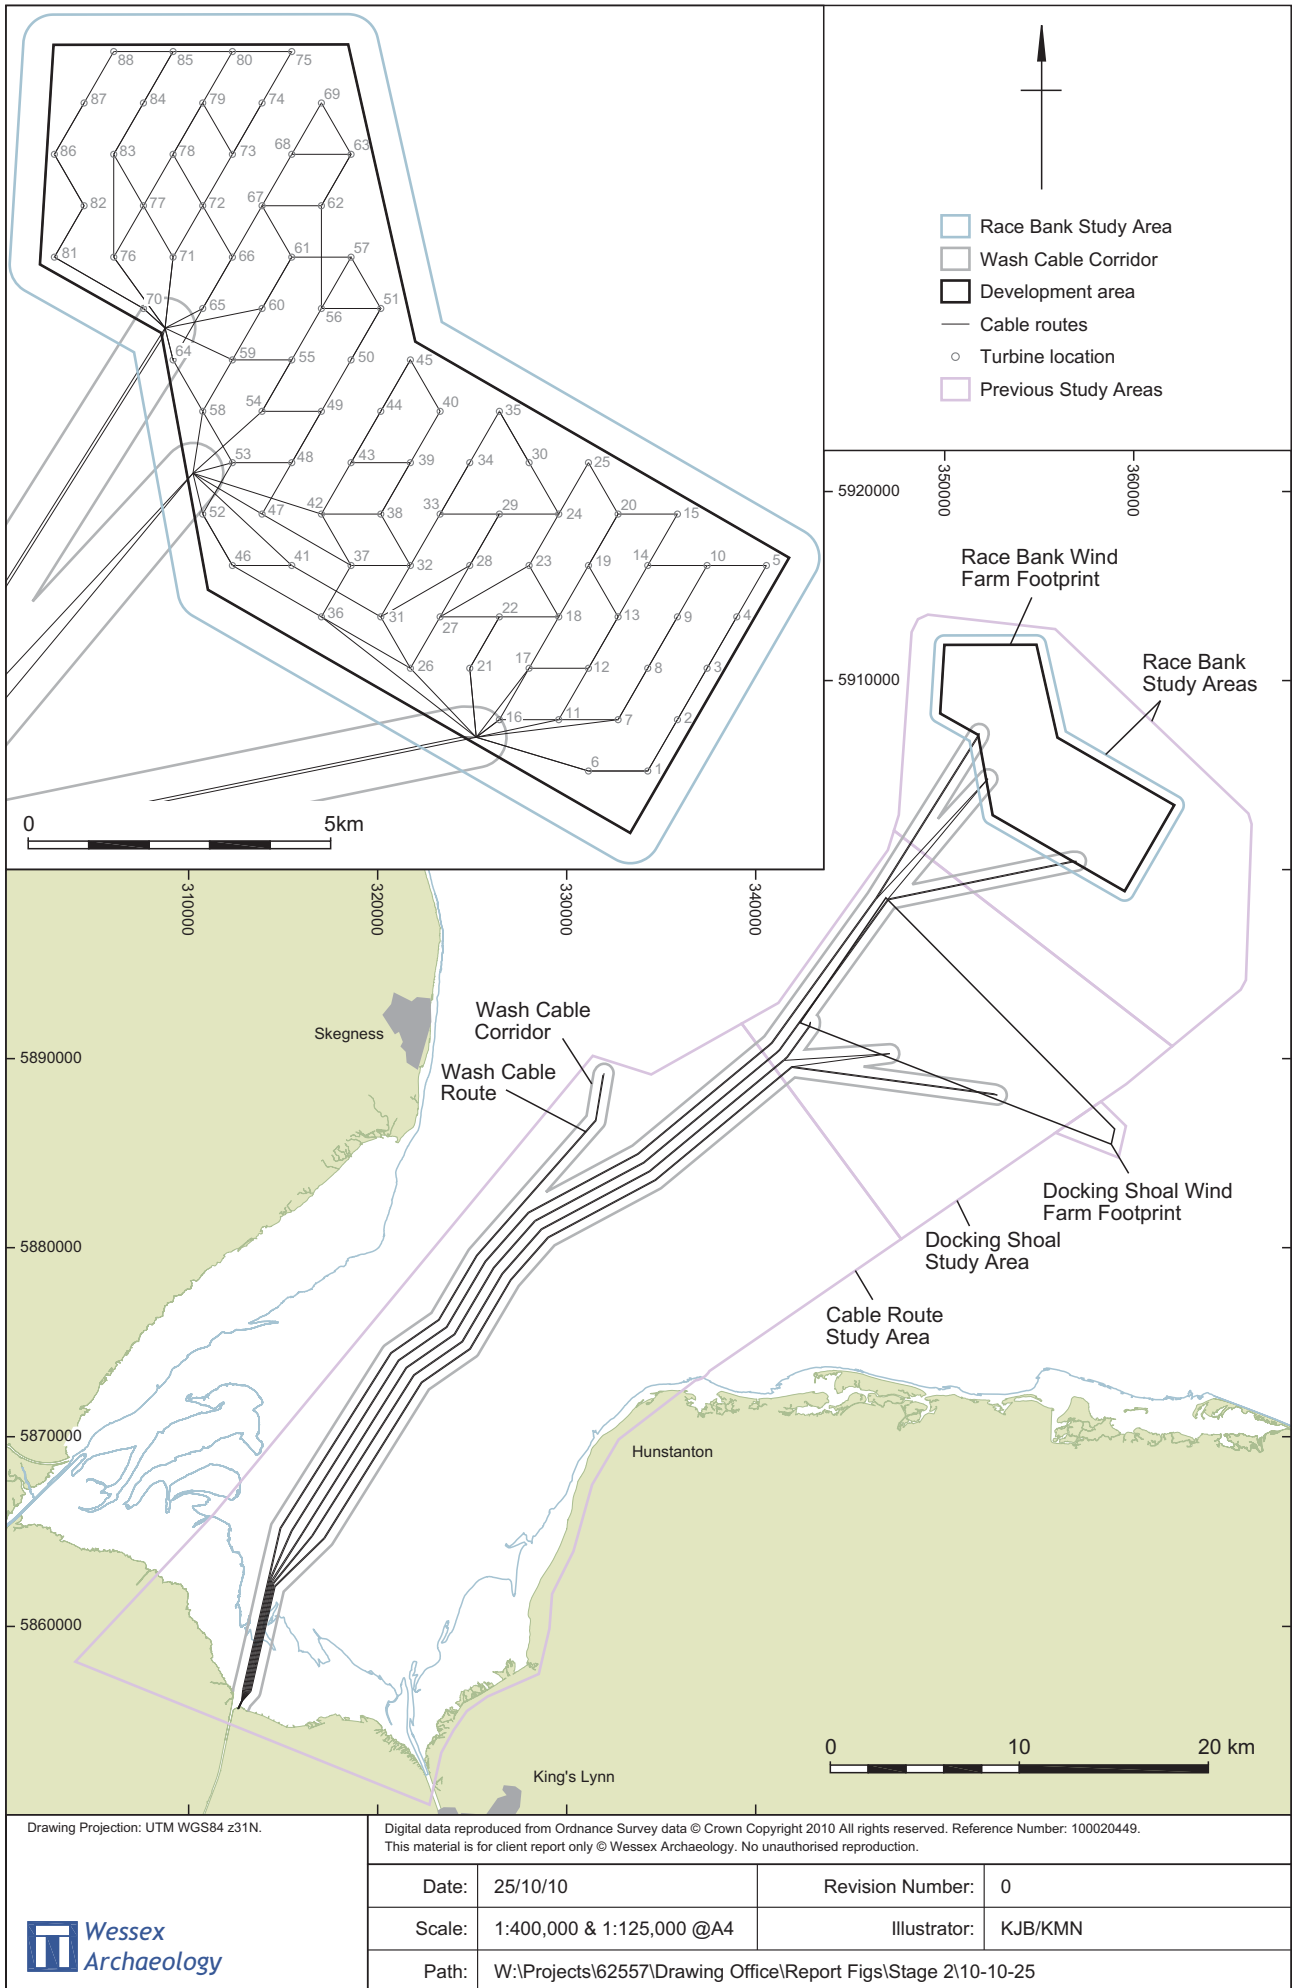 88 85 80 75
87 84 79 74 69
86 83 78 73 68 63
82 77 72 67 62
81 76 71 66 61 57
70 65 60 56 51
64 59 55 50 45
58 54 49 44 40 35
53 48 43 39 34 30 25
52 47 42 38 33 29 24 20 15
46 41 37 32 28 23 19 14 10 5
36 31 27 22 18 13 9 4
26 21 17 12 8 3
16 11 7 2
6 1
0 5km
Race Bank Study Area
Wash Cable Corridor
Development area
Cable routes
Turbine location
Previous Study Areas
350000
360000
5920000
5910000
Race Bank Wind
Farm Footprint
Race Bank
Study Areas
310000
320000
330000
340000
Skegness
Wash Cable
Corridor
Wash Cable
Route
5890000
5880000
5870000
5860000
Docking Shoal Wind
Farm Footprint
Docking Shoal
Study Area
Cable Route
Study Area
Hunstanton
King's Lynn
0 10 20 km
Drawing Projection: UTM WGS84 z31N.
Digital data reproduced from Ordnance Survey data © Crown Copyright 2010 All rights reserved. Reference Number: 100020449.
This material is for client report only © Wessex Archaeology. No unauthorised reproduction.
Date: 25/10/10 Revision Number: 0
Scale: 1:400,000 & 1:125,000 @A4 Illustrator: KJB/KMN
Path: W:\Projects\62557\Drawing Office\Report Figs\Stage 2\10-10-25
Wessex
Archaeology